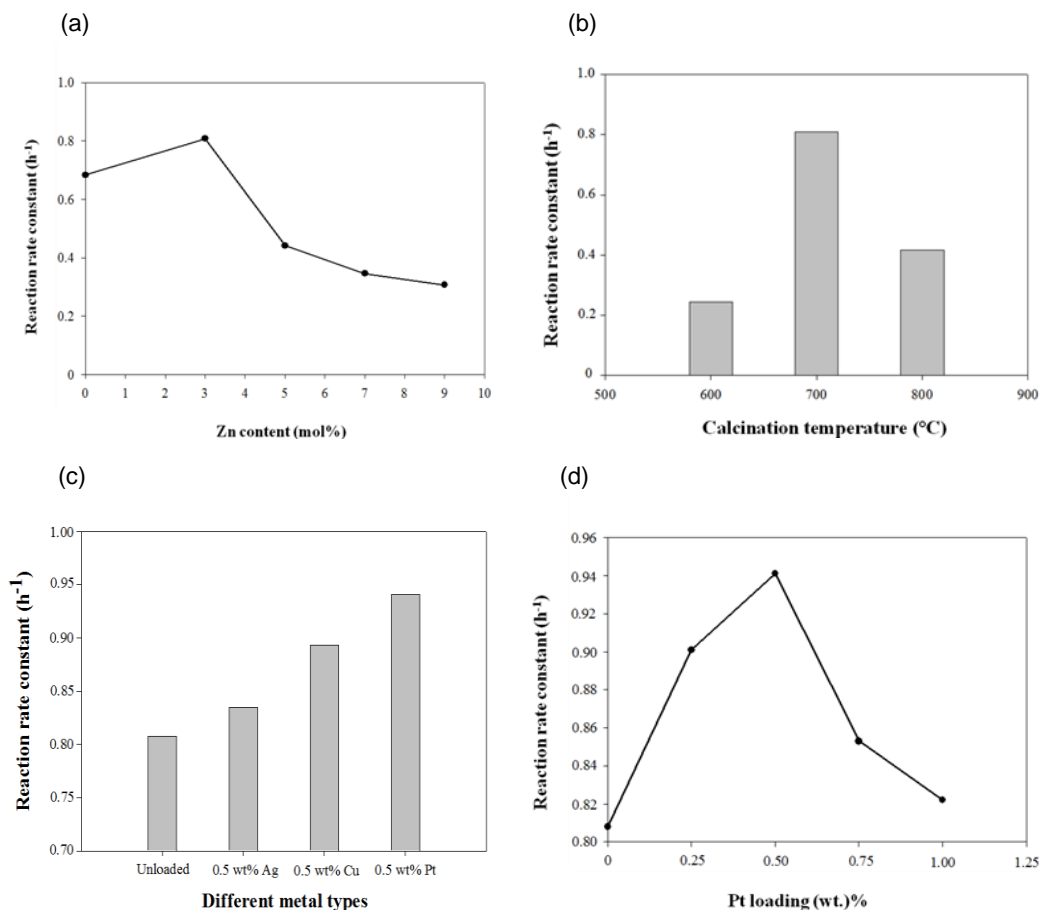 (a)
Reaction rate constant (h-1)
1.0
0.8
0.6
0.4
0.2
0
0 1 2 3 4 5 6 7 8 9 10
Zn content (mol%)
(b)
Reaction rate constant (h-1)
1.0
0.8
0.6
0.4
0.2
0
500 600 700 800 900
Calcination temperature (°C)
(c)
Reaction rate constant (h-1)
1.00
0.95
0.90
0.85
0.80
0.75
0.70
Unloaded 0.5 wt% Ag 0.5 wt% Cu 0.5 wt% Pt
Different metal types
(d)
Reaction rate constant (h-1)
0.96
0.94
0.92
0.90
0.88
0.86
0.84
0.82
0.80
0 0.25 0.50 0.75 1.00 1.25
Pt loading (wt.)%